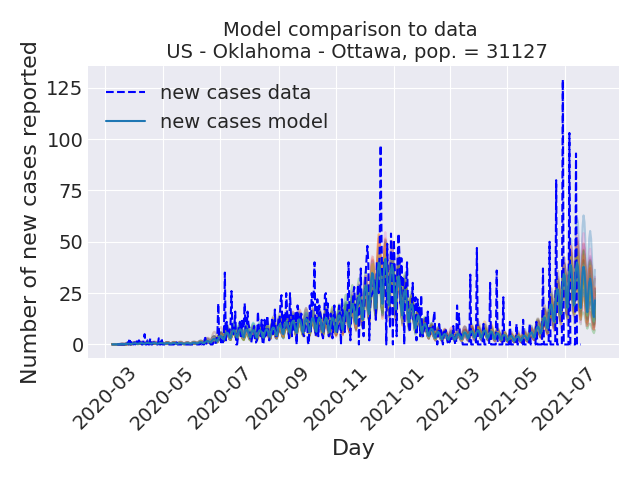 Model comparison to data
US - Oklahoma - Ottawa, pop. = 31127
Number of new cases reported
125
100
75
50
25
0
new cases data
new cases model
2020-03
2020-05
2020-07
2020-09
2020-11
2021-01
2021-03
2021-05
2021-07
Day